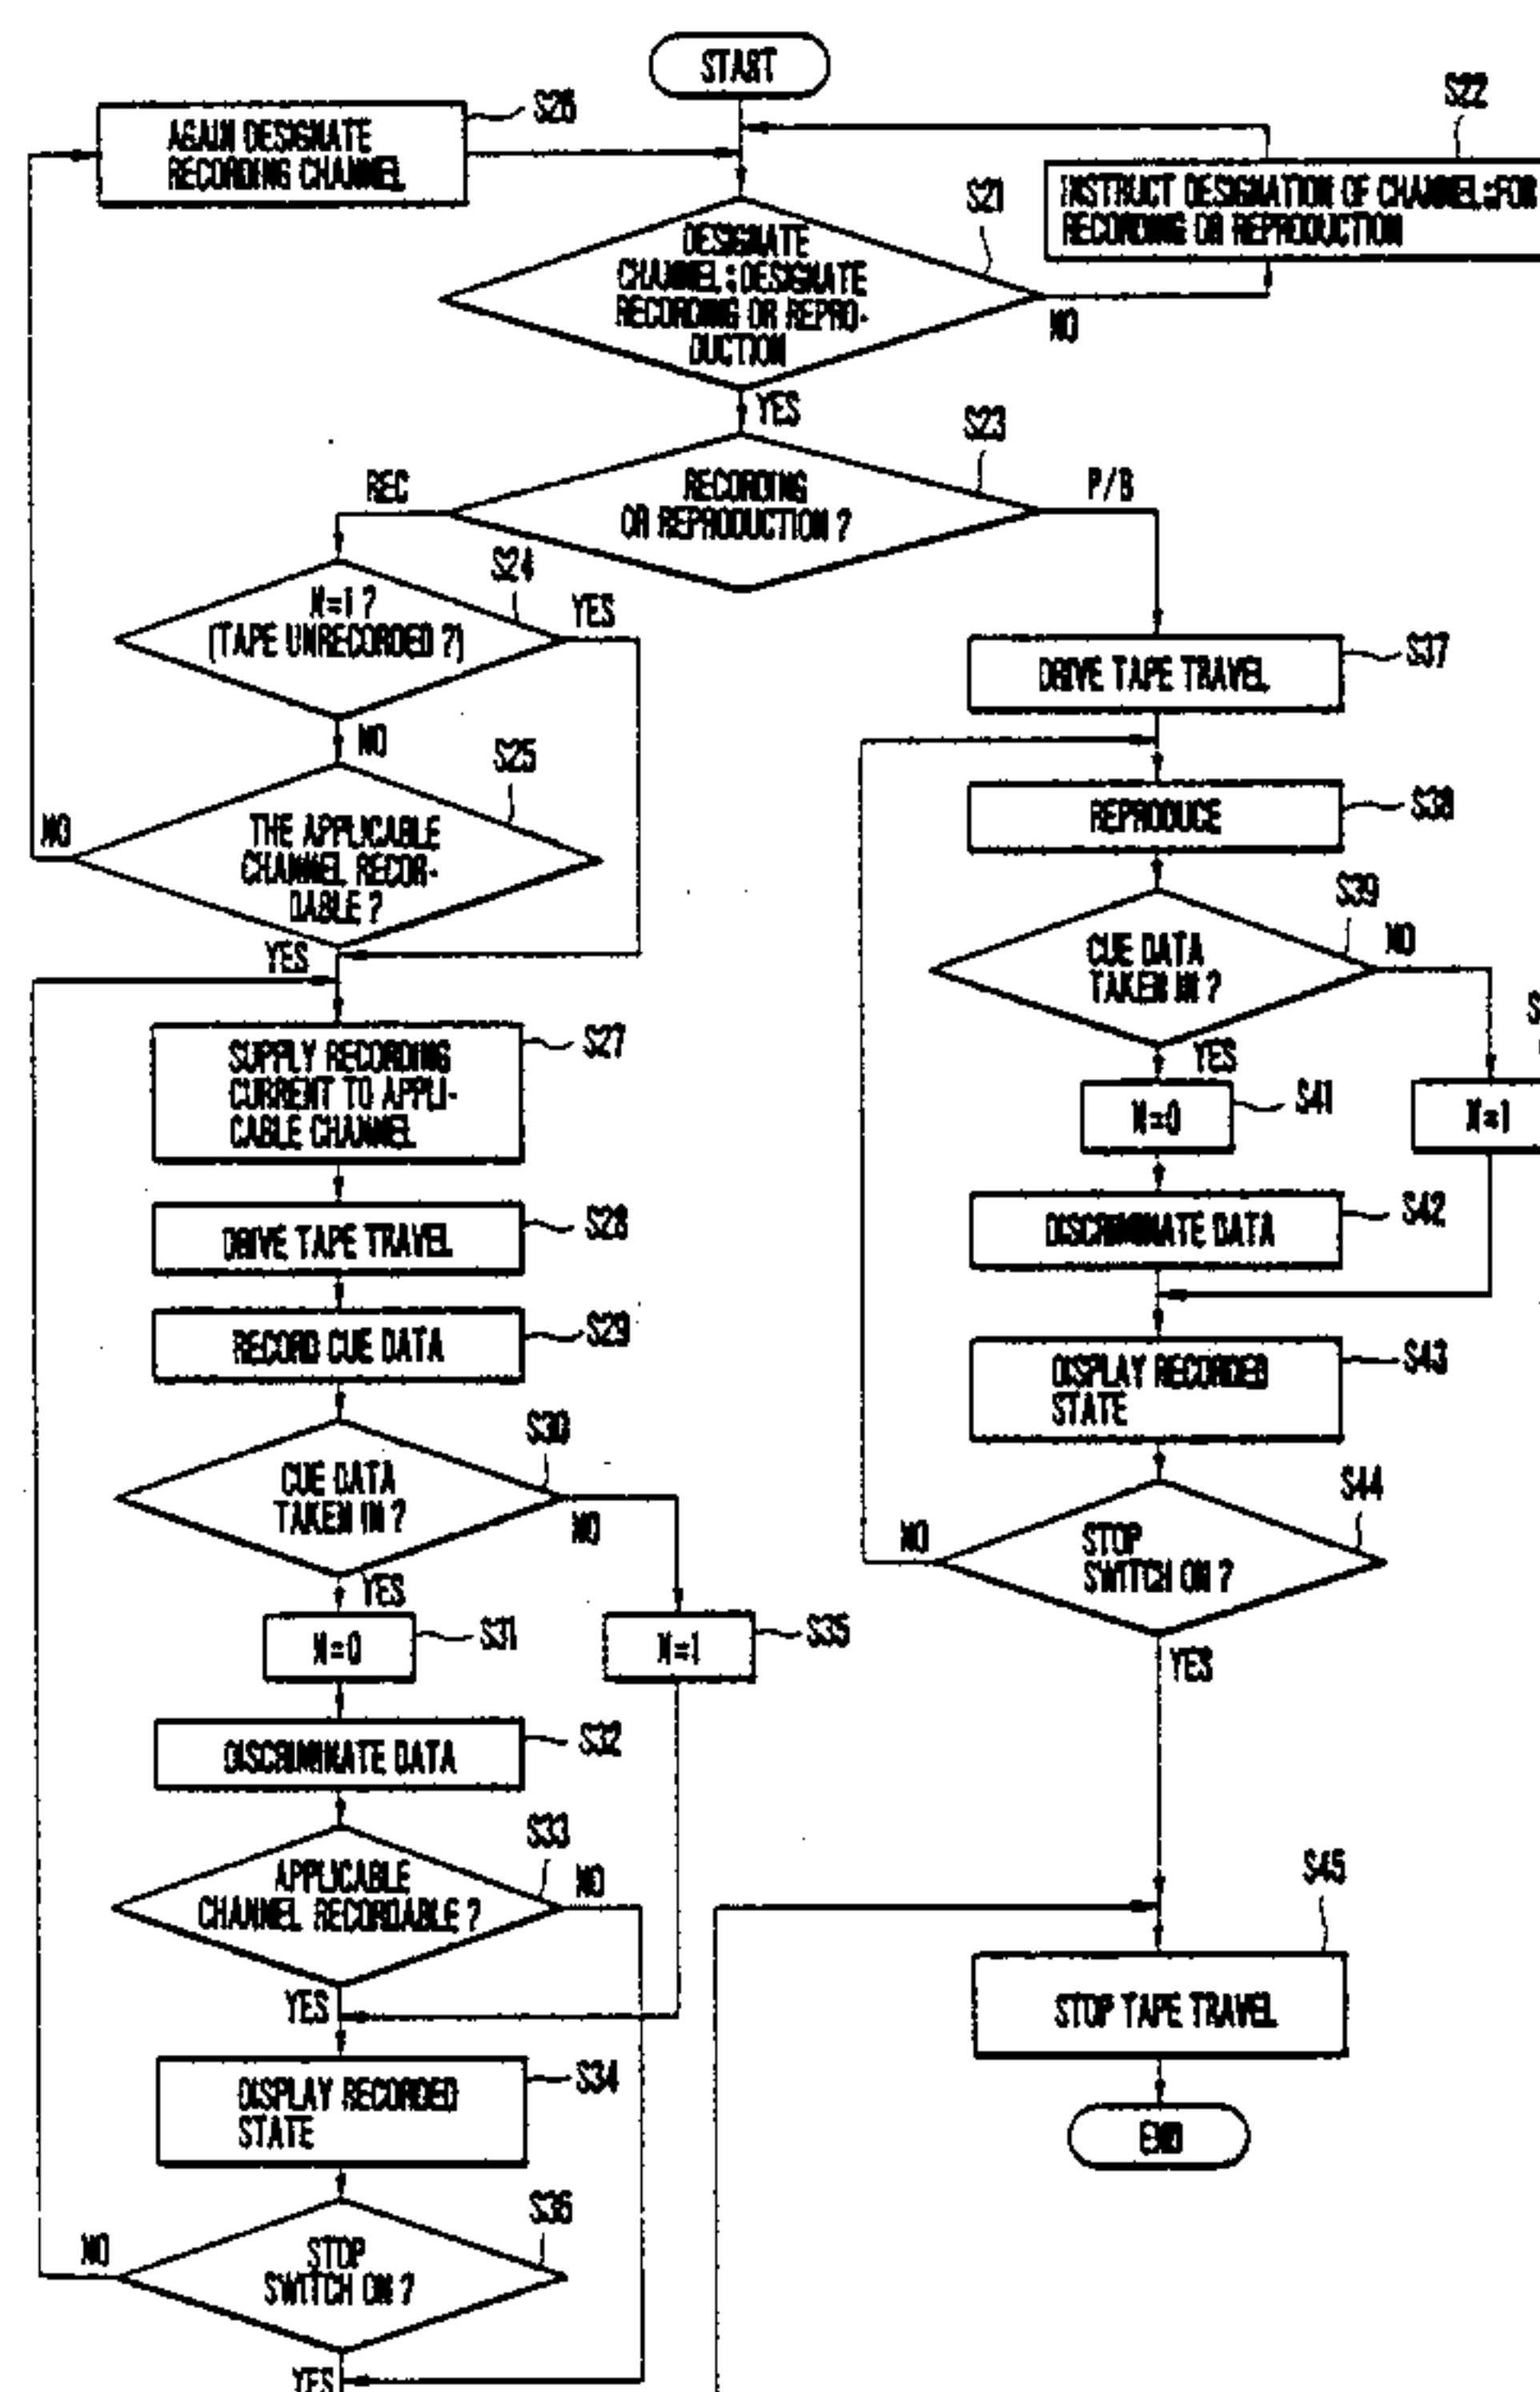 START
S26
AGAIN DESIGNATE
RECORDING CHANNEL
S22
INSTRUCT DESIGNATION OF CHANNEL:FOR
RECORDING OR REPRODUCTION
S21
DESIGNATE
CHANNEL:DESIGNATE
RECORDING OR REPRO-
DUCTION
NO
YES
S23
RECORDING
OR REPRODUCTION ?
REC
P/B
S24
N=1 ?
(TAPE UNRECORDED ?)
YES
NO
S25
THE APPLICABLE
CHANNEL RECOR-
DABLE ?
NO
YES
S27
SUPPLY RECORDING
CURRENT TO APPLI-
CABLE CHANNEL
S28
DRIVE TAPE TRAVEL
S29
RECORD CUE DATA
S30
CUE DATA
TAKEN IN ?
NO
YES
S31
N=0
S35
N=1
S32
DISCRIMINATE DATA
S33
APPLICABLE
CHANNEL RECORDABLE ?
NO
YES
S34
DISPLAY RECORDED
STATE
S36
STOP
SWITCH ON ?
NO
YES
S37
DRIVE TAPE TRAVEL
S38
REPRODUCE
S39
CUE DATA
TAKEN IN ?
NO
YES
S41
N=0
N=1
S42
DISCRIMINATE DATA
S43
DISPLAY RECORDED
STATE
S44
STOP
SWITCH ON ?
NO
YES
S45
STOP TAPE TRAVEL
END